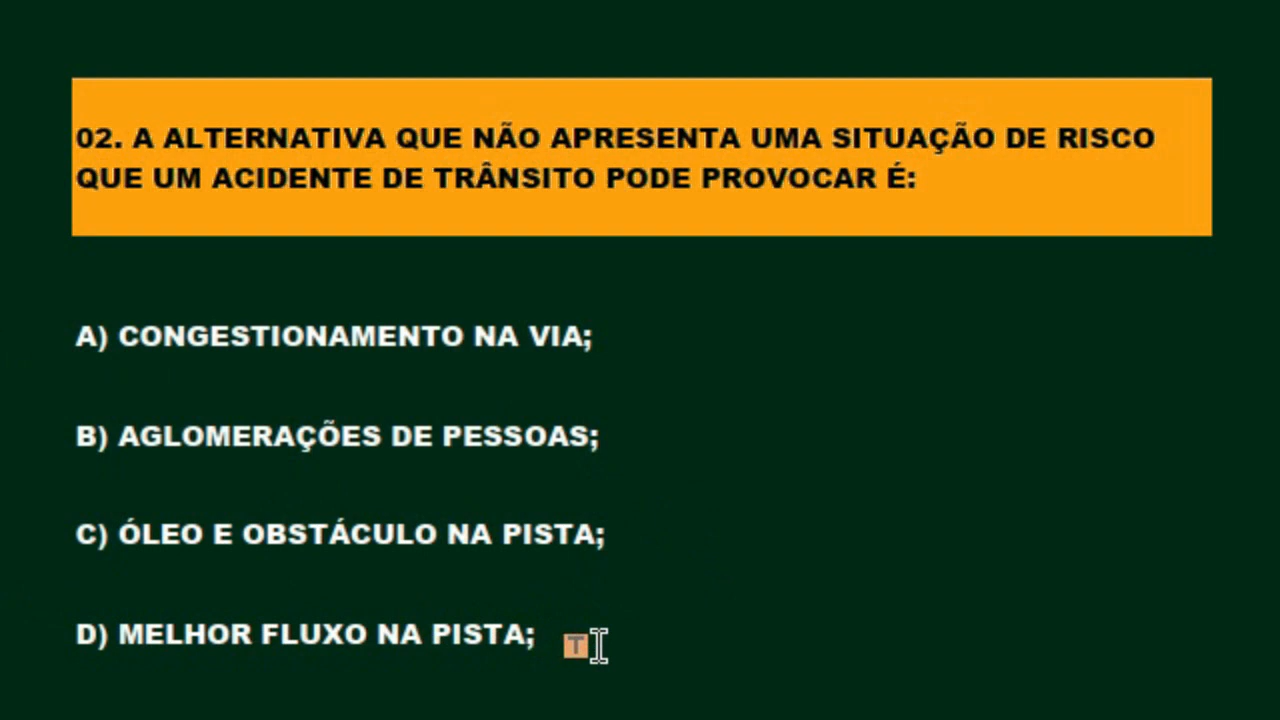 02. A ALTERNATIVA QUE NÃO APRESENTA UMA SITUAÇÃO DE RISCO
QUE UM ACIDENTE DE TRÂNSITO PODE PROVOCAR É:
A) CONGESTIONAMENTO NA VIA;
B) AGLOMERAÇÕES DE PESSOAS;
C) ÓLEO E OBSTÁCULO NA PISTA;
D) MELHOR FLUXO NA PISTA;
T